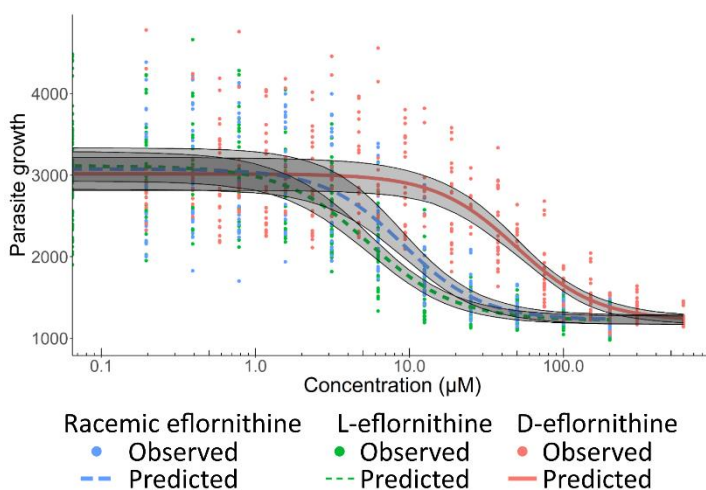 Parasite growth
4000
3000
2000
1000
0.1 1.0 10.0 100.0
Concentration (µM)
Racemic eflornithine L-eflornithine D-eflornithine
Observed Observed Observed
Predicted Predicted Predicted